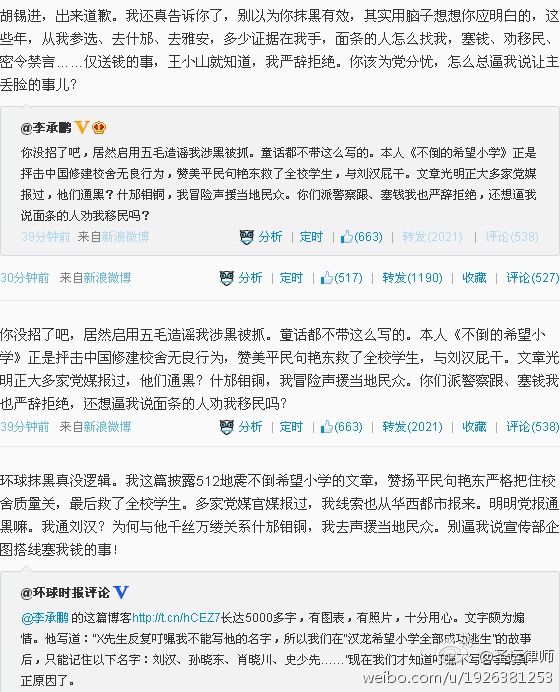 胡锡进，出来道歉。我还真告诉你了，别以为你抹黑有效，其实用脑子想想你应明白的，这
些年，从我参选、去什邡、去雅安，多少证据在我手，面条的人怎么找我，塞钱、劝移民、
密令禁言……仅送钱的事，王小山就知道，我严辞拒绝。你该为党分忧，怎么总逼我说让主
丢脸的事儿？
@李承鹏
你没招了吧，居然启用五毛造谣我涉黑被抓。童话都不带这么写的。本人《不倒的希望小学》正是
抨击中国修建校舍无良行为，赞美平民句艳东救了全校学生，与刘汉屁干。文章光明正大多家党媒
报过，他们通黑？什邡钼铜，我冒险声援当地民众。你们派警察跟、塞钱我严辞拒绝，还想逼我
说面条的人劝我移民吗？
39分钟前 来自新浪微博 分析 | 定时 | (663) | 转发(2021) | 评论(538)
30分钟前 来自新浪微博 分析 | 定时 | (517) | 转发(1190) | 收藏 | 评论(527)
你没招了吧，居然启用五毛造谣我涉黑被抓。童话都不带这么写的。本人《不倒的希望小
学》正是抨击中国修建校舍无良行为，赞美平民句艳东救了全校学生，与刘汉屁干。文章光
明正大多家党媒报过，他们通黑？什邡钼铜，我冒险声援当地民众。你们派警察跟、塞钱我
也严辞拒绝，还想逼我说面条的人劝我移民吗？
39分钟前 来自新浪微博 分析 | 定时 | (663) | 转发(2021) | 收藏 | 评论(538)
环球抹黑真没逻辑。我这篇披露512地震不倒希望小学的文章，赞扬平民句艳东严格把住校
舍质量关，最后救了全校学生。多家党媒官媒报过，我线索也从华西都市报来。明明党报通
黑嘛。我通刘汉？为何与他千丝万缕关系什邡钼铜，我去声援当地民众。别逼我说宣传部企
图搭线塞我钱的事！
@环球时报评论
@李承鹏 的这篇博客http://t.cn/hCEZ7长达5000多字，有图表，有照片，十分用心。文字颇为煽
情。他写道："X先生反复叮嘱我不能写他的名字，所以我们在"汉龙希望小学全部成功逃生"的故事
后，只能记住以下名字：刘汉、孙晓东、肖晓川、史少先……"现在我们才知道叮嘱不写名字的真
正原因了。
weibo.com/u/1926381253